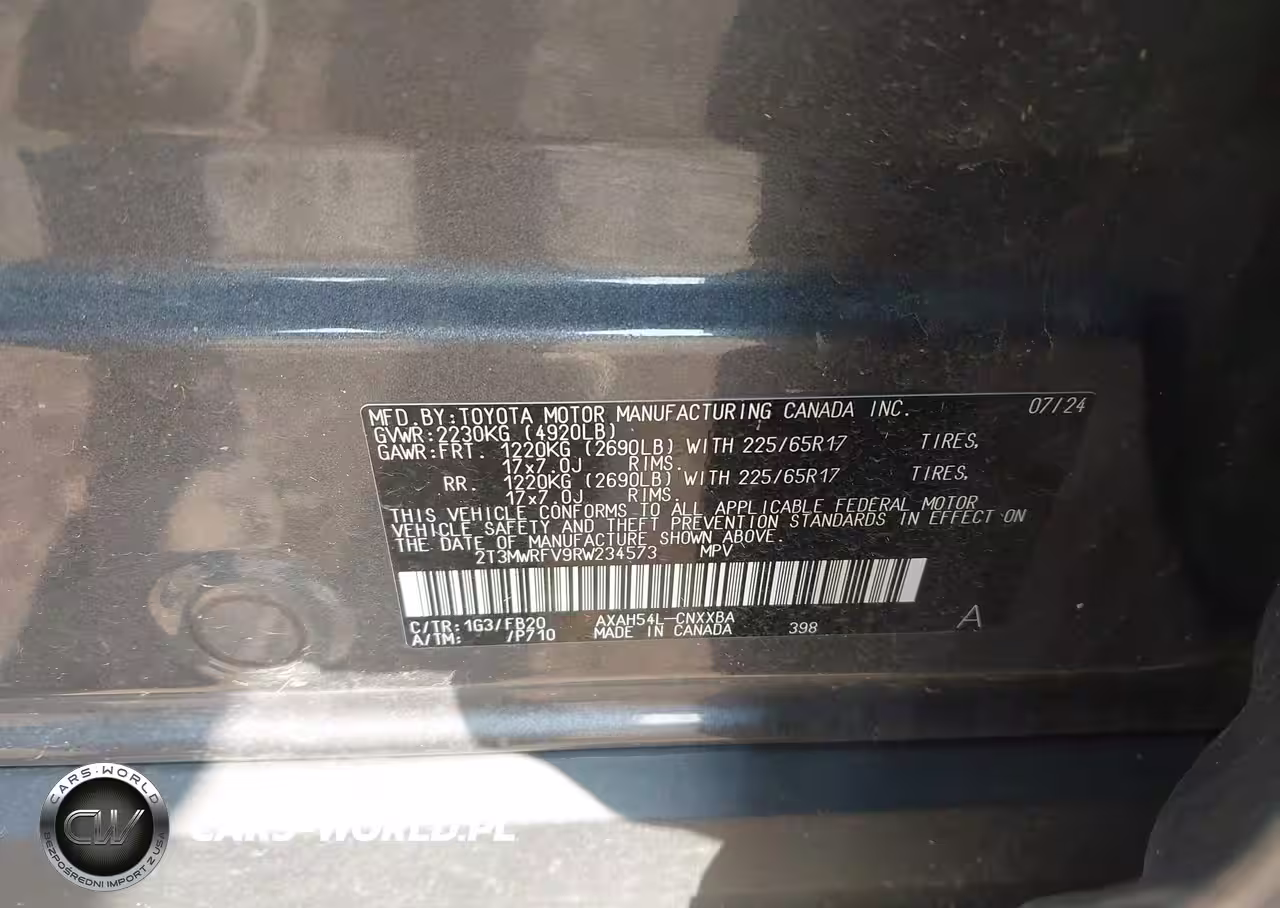 MFD.BY:TOYOTA MOTOR MANUFACTURING CANADA INC. 07/24
GVWR:2230KG (4920LB)
GAWR:FRT. 1220KG (2690LB) WITH 225/65R17 TIRES,
17x7.0J RIMS.
RR. 1220KG (2690LB) WITH 225/65R17 TIRES,
17x7.0J RIMS.
THIS VEHICLE CONFORMS TO ALL APPLICABLE FEDERAL MOTOR
VEHICLE SAFETY AND THEFT PREVENTION STANDARDS IN EFFECT ON
THE DATE OF MANUFACTURE SHOWN ABOVE.
2T3MWRFV9RW234573 MPV
C/TR:1G3/FB20 AXAH54L-CNXXBA
A/TM: /P710 MADE IN CANADA 398 A
CARS-WORLD
CW
BEZPOŚREDNI IMPORT Z USA
CARS-WORLD.PL